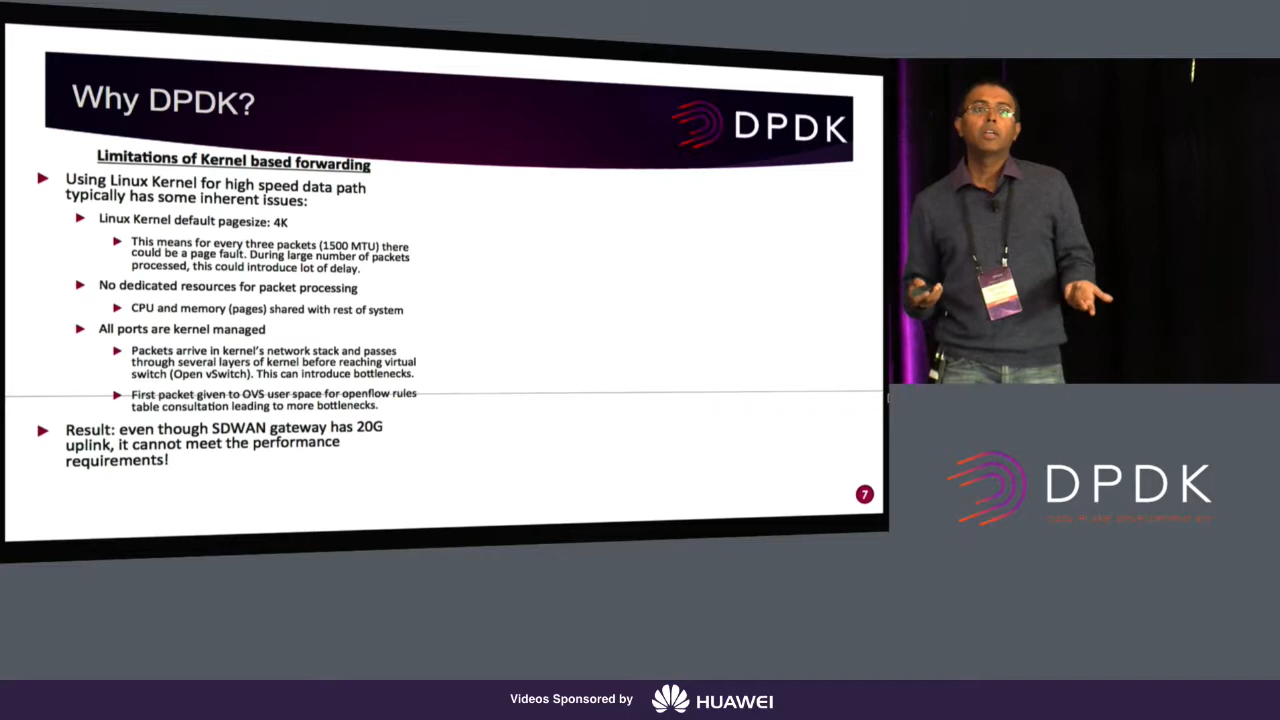 Why DPDK?
DPDK
Limitations of Kernel based forwarding
Using Linux Kernel for high speed data path
typically has some inherent issues:
Linux Kernel default pagesize: 4K
This means for every three packets (1500 MTU) there
could be a page fault. During large number of packets
processed, this could introduce lot of delay.
No dedicated resources for packet processing
CPU and memory (pages) shared with rest of system
All ports are kernel managed
Packets arrive in kernel's network stack and passes
through several layers of kernel before reaching virtual
switch (Open vSwitch). This can introduce bottlenecks.
First packet given to OVS user space for openflow rules
table consultation leading to more bottlenecks.
Result: even though SDWAN gateway has 20G
uplink, it cannot meet the performance
requirements!
7
DPDK
Videos Sponsored by
HUAWEI